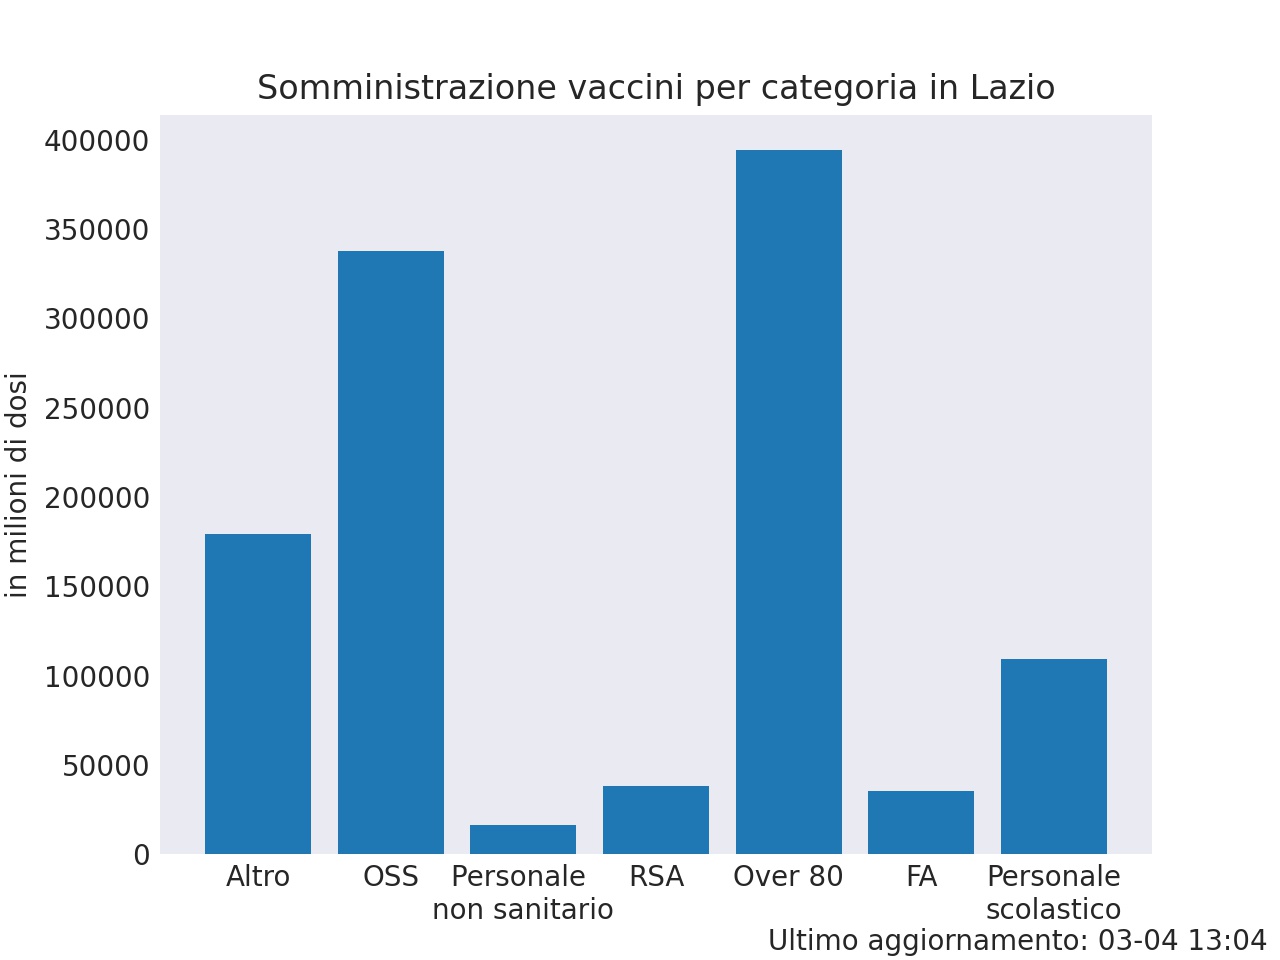 Somministrazione vaccini per categoria in Lazio
in milioni di dosi
400000
350000
300000
250000
200000
150000
100000
50000
0
Altro OSS Personale RSA Over 80 FA Personale
non sanitario scolastico
Ultimo aggiornamento: 03-04 13:04